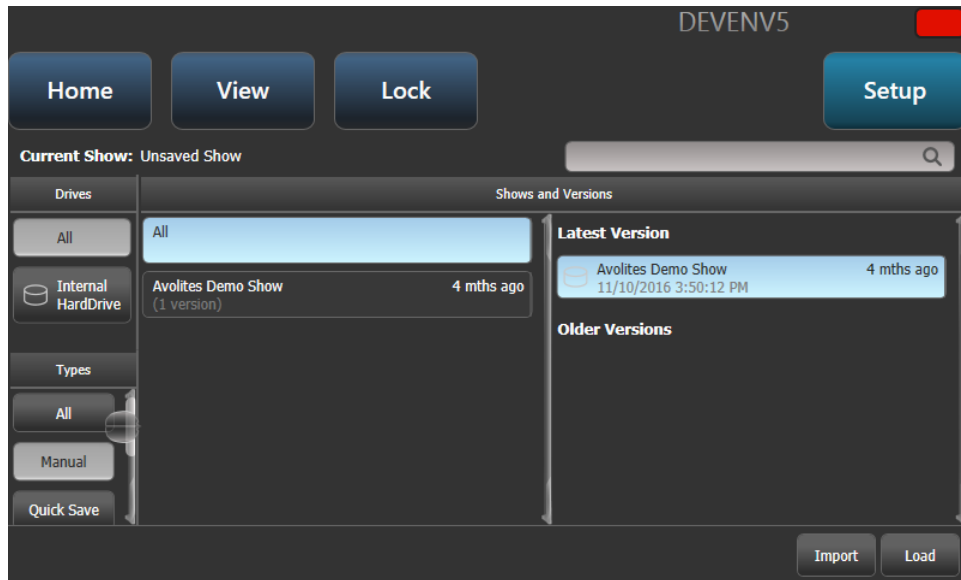 DEVENV5
Home
View
Lock
Setup
Current Show: Unsaved Show
Drives
Shows and Versions
All
Internal
HardDrive
Types
All
Manual
Quick Save
All
Avolites Demo Show 4 mths ago
(1 version)
Latest Version
Avolites Demo Show 4 mths ago
11/10/2016 3:50:12 PM
Older Versions
Import
Load